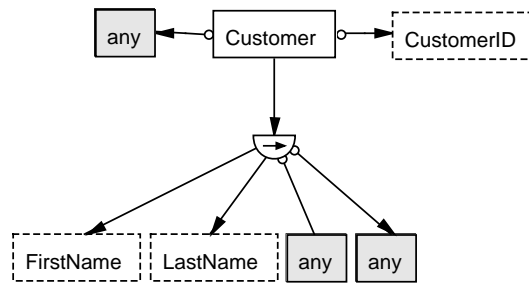 any
Customer
CustomerID
FirstName
LastName
any
any